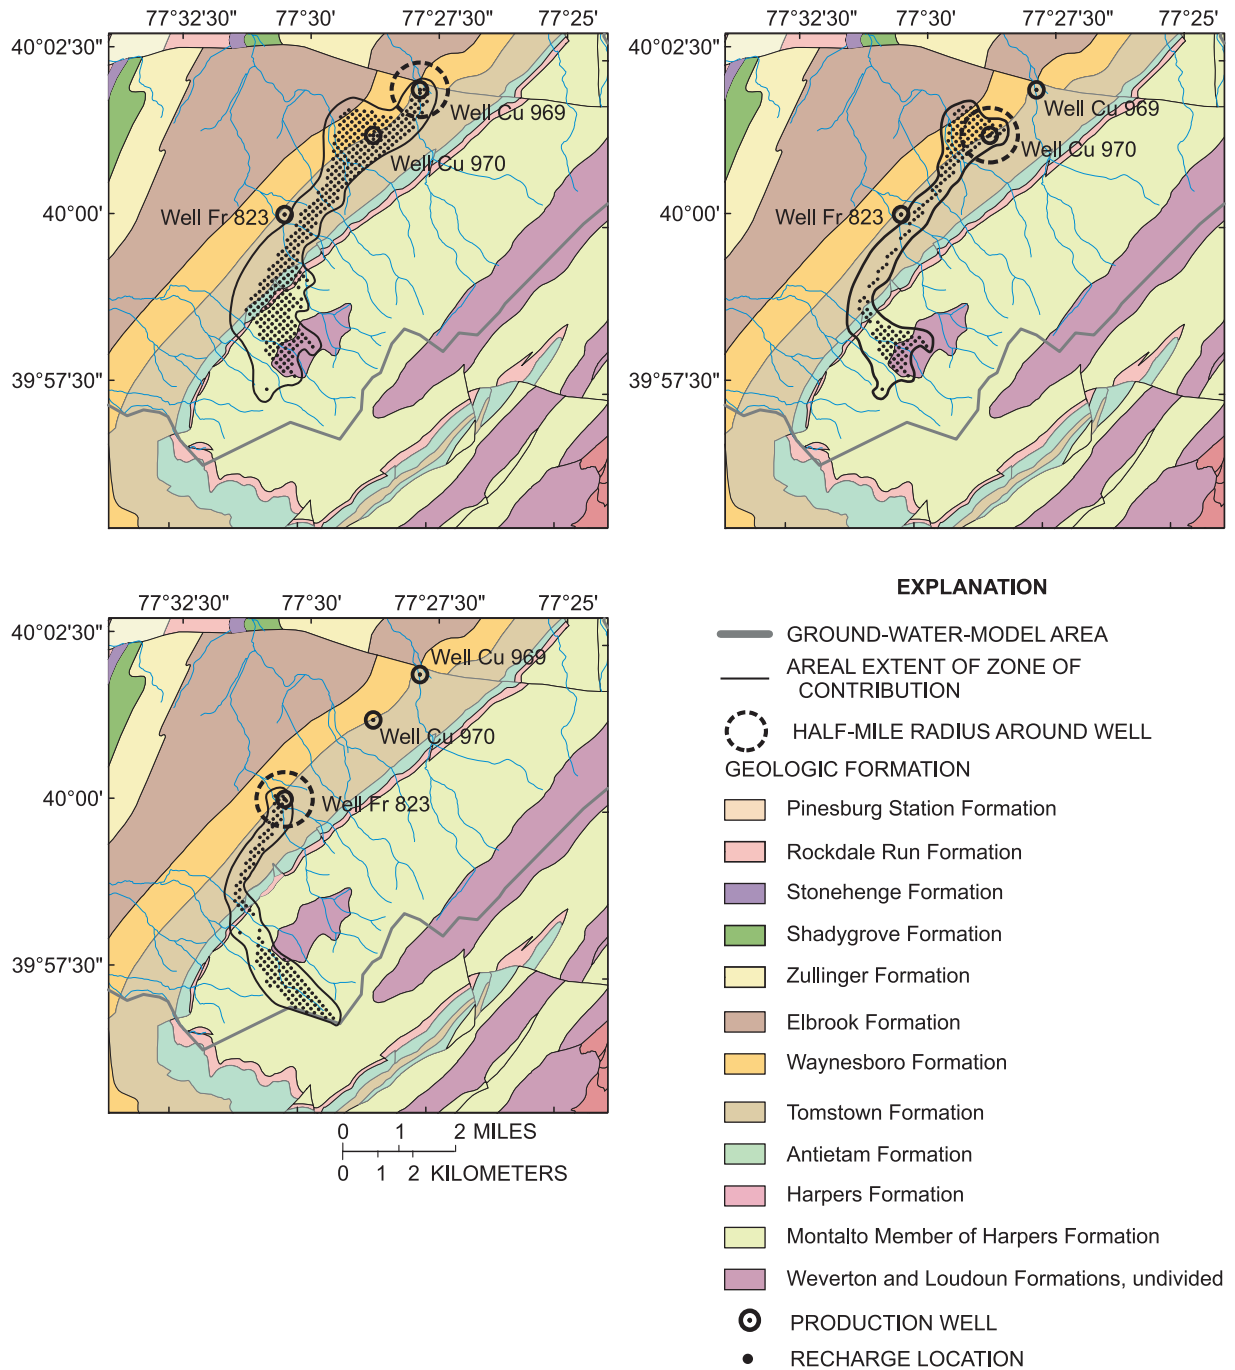 77°32'30" 77°30' 77°27'30" 77°25'
40°02'30"
Well Cu 969
Well Cu 970
40°00'
Well Fr 823
39°57'30"
77°32'30" 77°30' 77°27'30" 77°25'
40°02'30"
Well Cu 969
Well Cu 970
40°00'
Well Fr 823
39°57'30"
77°32'30" 77°30' 77°27'30" 77°25'
40°02'30"
Well Cu 969
Well Cu 970
40°00'
Well Fr 823
39°57'30"
0 1 2 MILES
0 1 2 KILOMETERS
EXPLANATION
GROUND-WATER-MODEL AREA
AREAL EXTENT OF ZONE OF
CONTRIBUTION
HALF-MILE RADIUS AROUND WELL
GEOLOGIC FORMATION
Pinesburg Station Formation
Rockdale Run Formation
Stonehenge Formation
Shadygrove Formation
Zullinger Formation
Elbrook Formation
Waynesboro Formation
Tomstown Formation
Antietam Formation
Harpers Formation
Montalto Member of Harpers Formation
Weverton and Loudoun Formations, undivided
PRODUCTION WELL
RECHARGE LOCATION